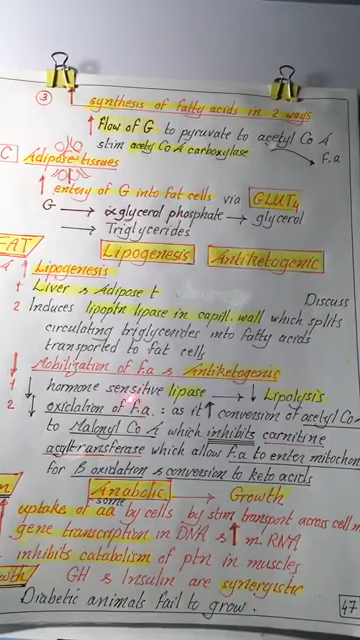 ③ ↑ synthesis of fatty acids in 2 ways
↑ Flow of G to pyruvate to acetyl Co A
stim acety CoA carboxylase → F.a
C Adipose tissues
↑ entery of G into fat cells via GLUT4
G → αglycerol phosphate → glycerol
→ Triglycerides
FAT Lipogenesis Antiketogenic
↑ Lipogenesis
1 Liver & Adipose t
Discuss
2 Induces lipoptn lipase in capill. wall which splits
circulating triglycerides into fatty acids
transported to fat cells
↓ Mobilization of F.a & Antiketogenic
1 ↓ hormone sensitive lipase → ↓ Lipolysis
2 ↓ oxidation of F.a. : as it ↑ conversion of acetyl Co-
to Malonyl Co A which inhibits carnitine
acyltransferase which allow F.a to enter mitochon
for β oxidation & conversion to keto acids
Anabolic → Growth
uptake of some aa by cells by stim transport across cell m
gene transcription in DNA & ↑ m. RNA
inhibits catabolism of ptn in muscles
wth GH & Insulin are synergistic
Diabetic animals fail to grow.
47